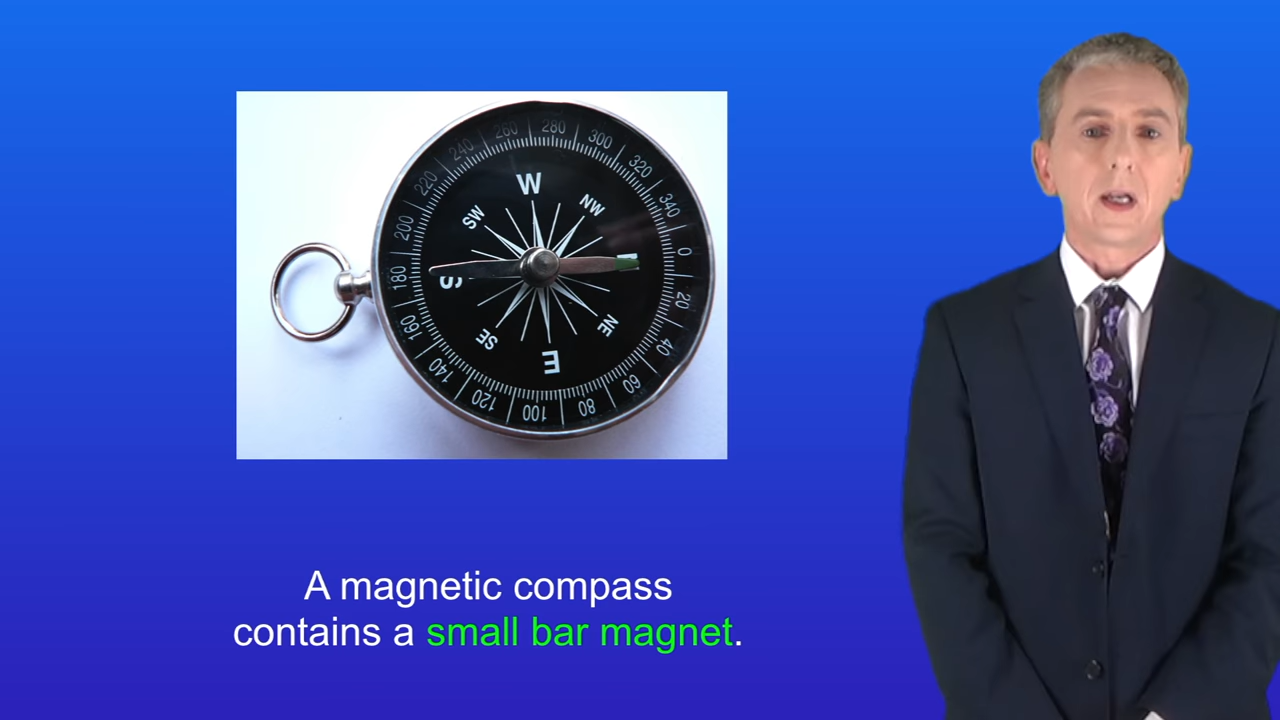 260
280
300
240
320
220
340
200
0
180
20
160
40
140
60
120
100
80
W
SW
NW
S
SE
NE
E
A magnetic compass
contains a small bar magnet.